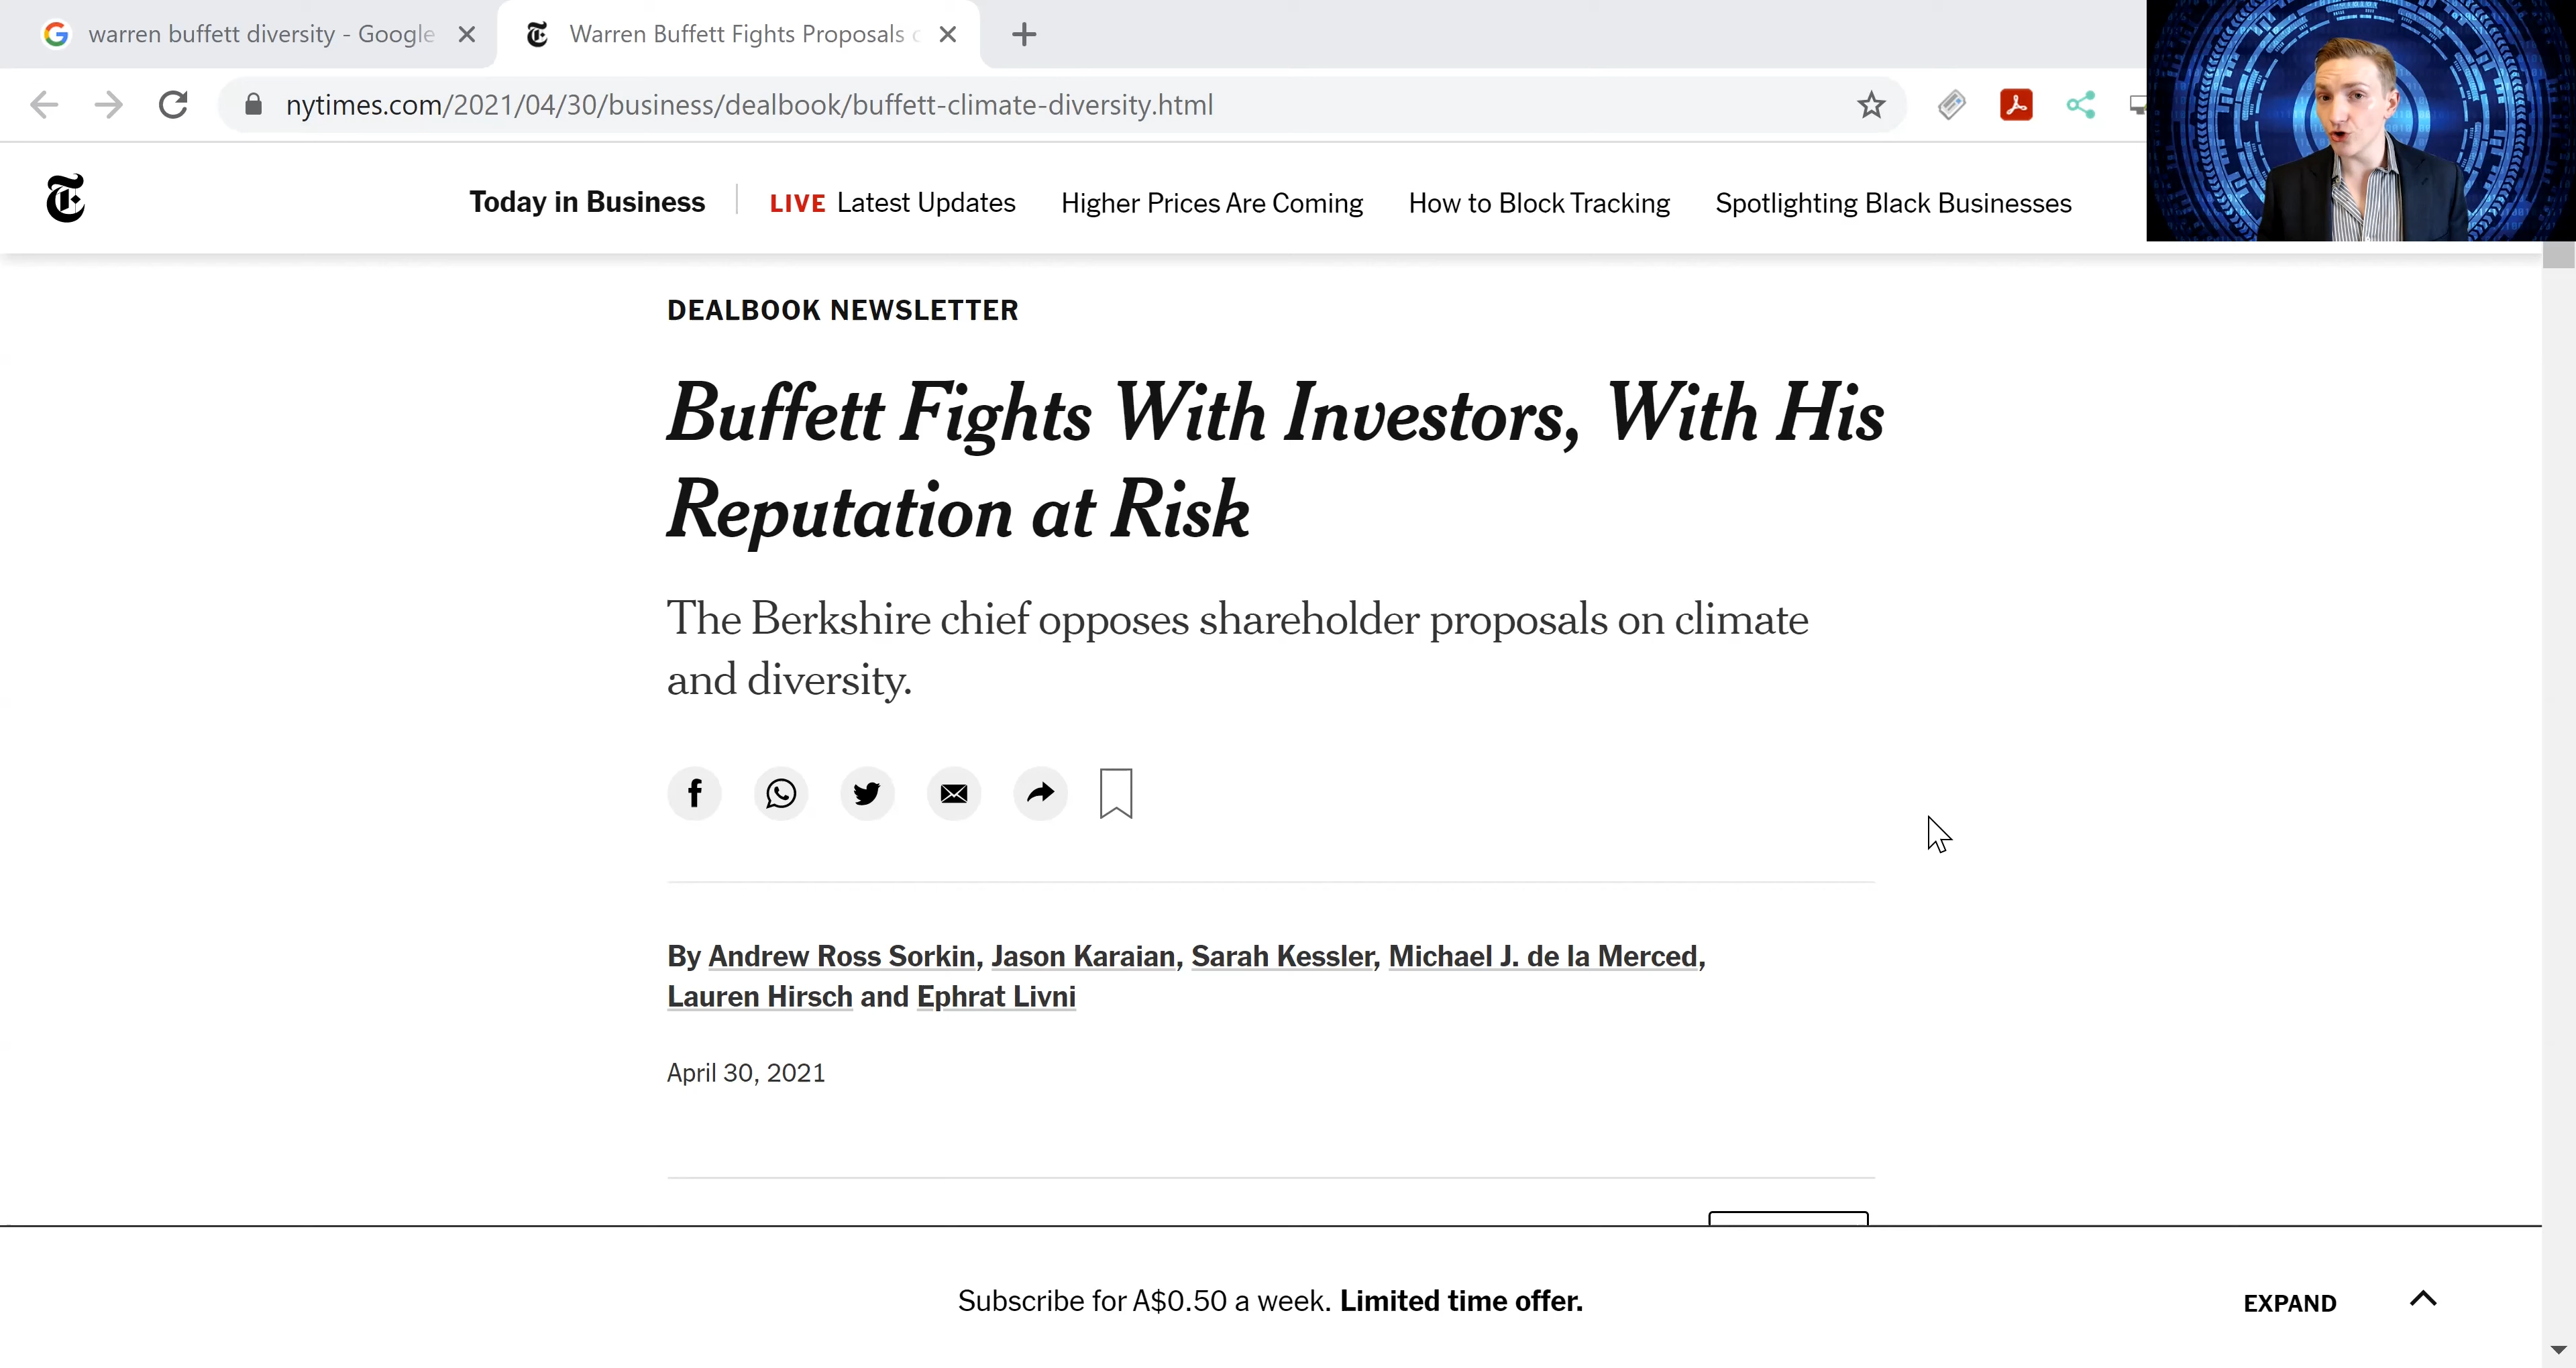 warren buffett diversity - Google
Warren Buffett Fights Proposals
nytimes.com/2021/04/30/business/dealbook/buffett-climate-diversity.html
Today in Business
LIVE Latest Updates
Higher Prices Are Coming
How to Block Tracking
Spotlighting Black Businesses
DEALBOOK NEWSLETTER
Buffett Fights With Investors, With His
Reputation at Risk
The Berkshire chief opposes shareholder proposals on climate
and diversity.
By Andrew Ross Sorkin, Jason Karaian, Sarah Kessler, Michael J. de la Merced,
Lauren Hirsch and Ephrat Livni
April 30, 2021
Subscribe for A$0.50 a week. Limited time offer.
EXPAND